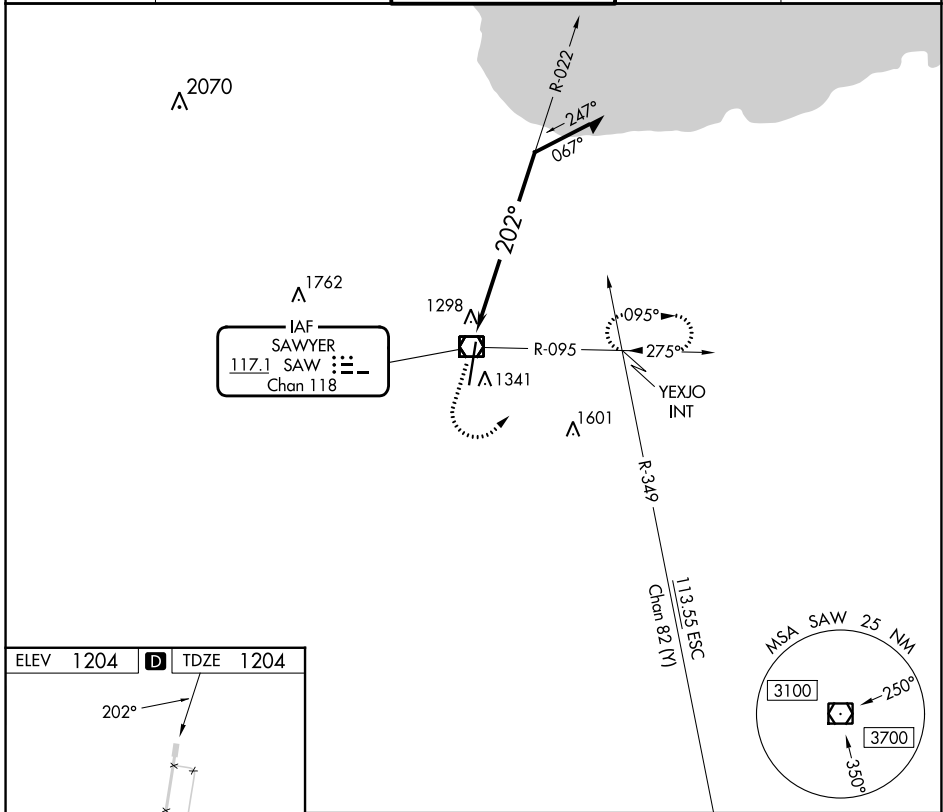 2070
R-022
247°
067°
202°
1762
1298
IAF
SAWYER
117.1 SAW
Chan 118
R-095
095°
275°
1341
YEXJO
INT
1601
R-349
113.55 ESC
Chan 82 (Y)
MSA SAW 25 NM
3100
250°
3700
350°
ELEV 1204 D TDZE 1204
202°